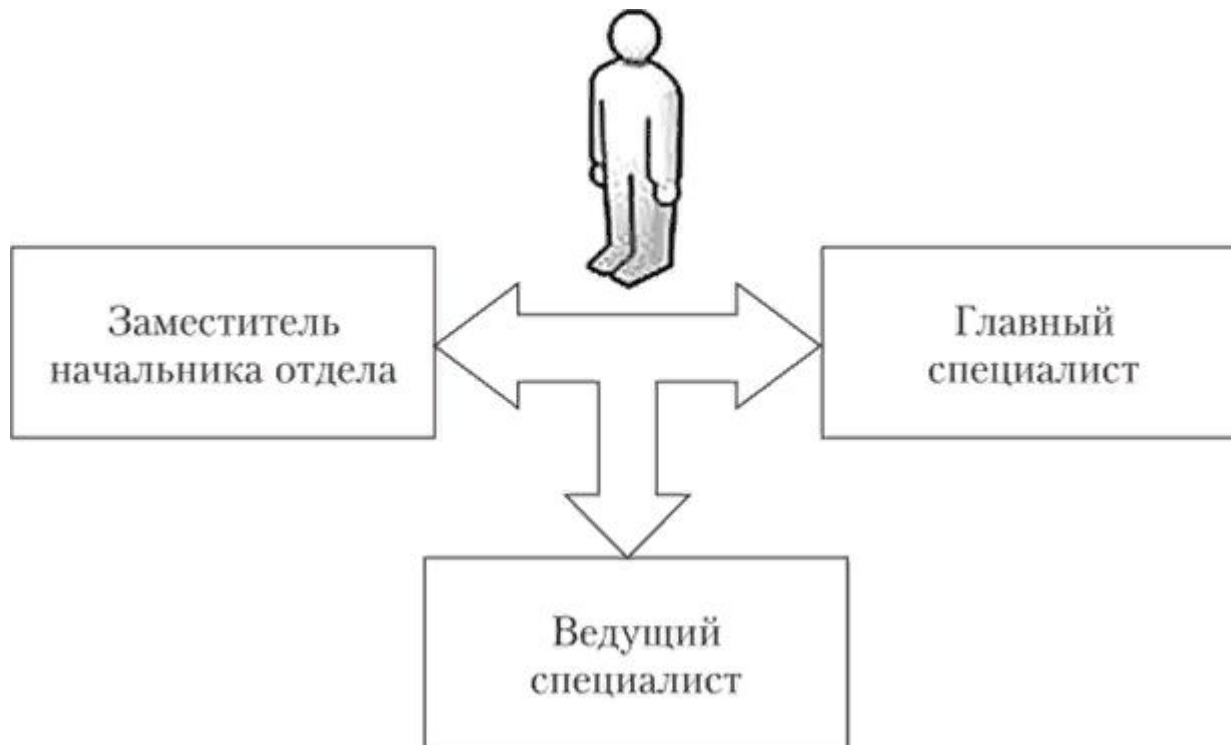 Заместитель
начальника отдела
Главный
специалист
Ведущий
специалист